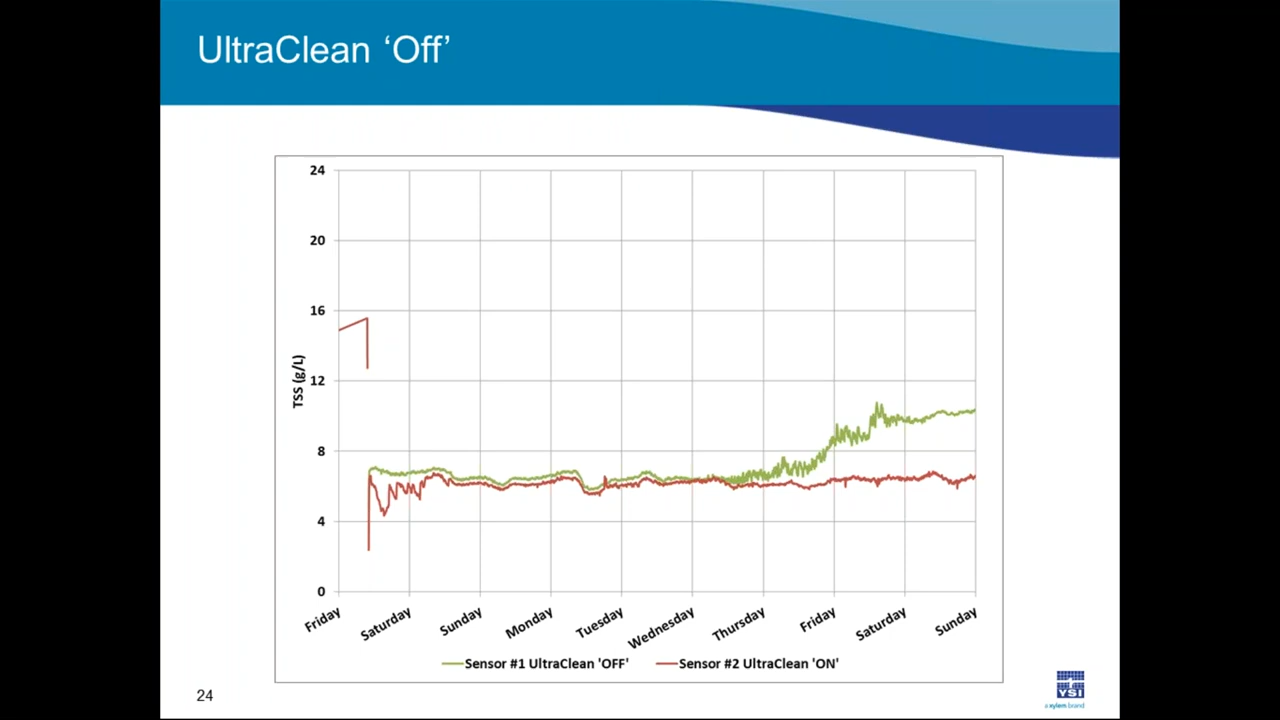 UltraClean ‘Off’
24
20
16
12
8
4
0
TSS (g/L)
Friday
Saturday
Sunday
Monday
Tuesday
Wednesday
Thursday
Friday
Saturday
Sunday
Sensor #1 UltraClean 'OFF'
Sensor #2 UltraClean 'ON'
24
YSI
a xylem brand